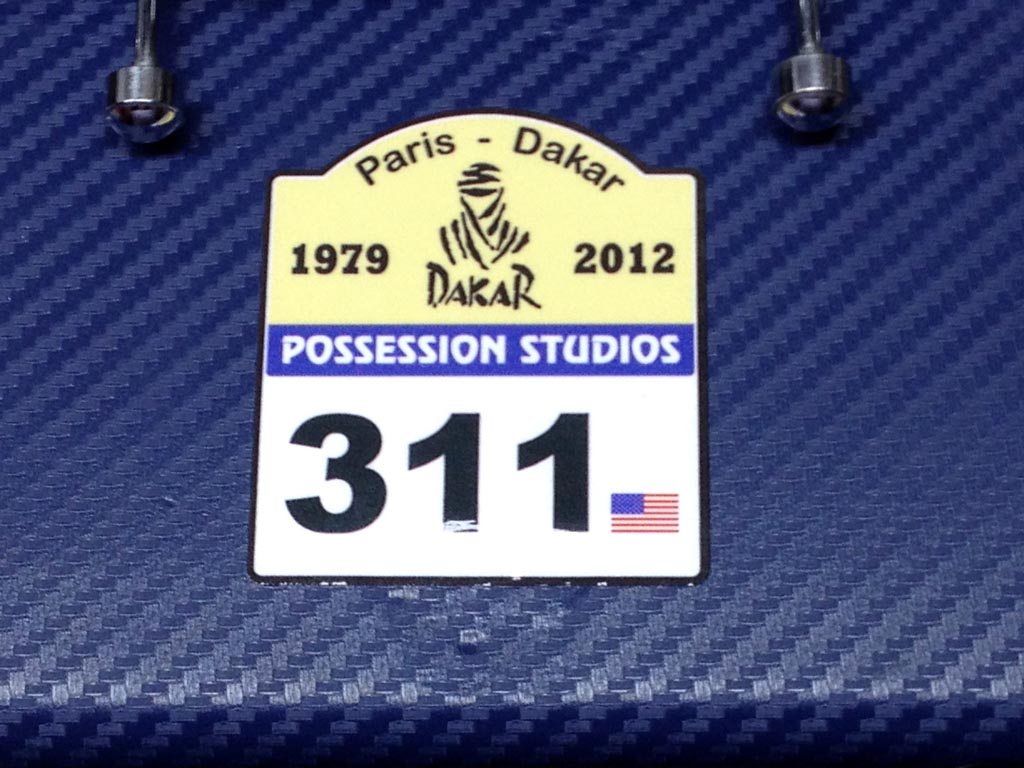 Paris - Dakar
1979 2012
DAKAR
POSSESSION STUDIOS
311